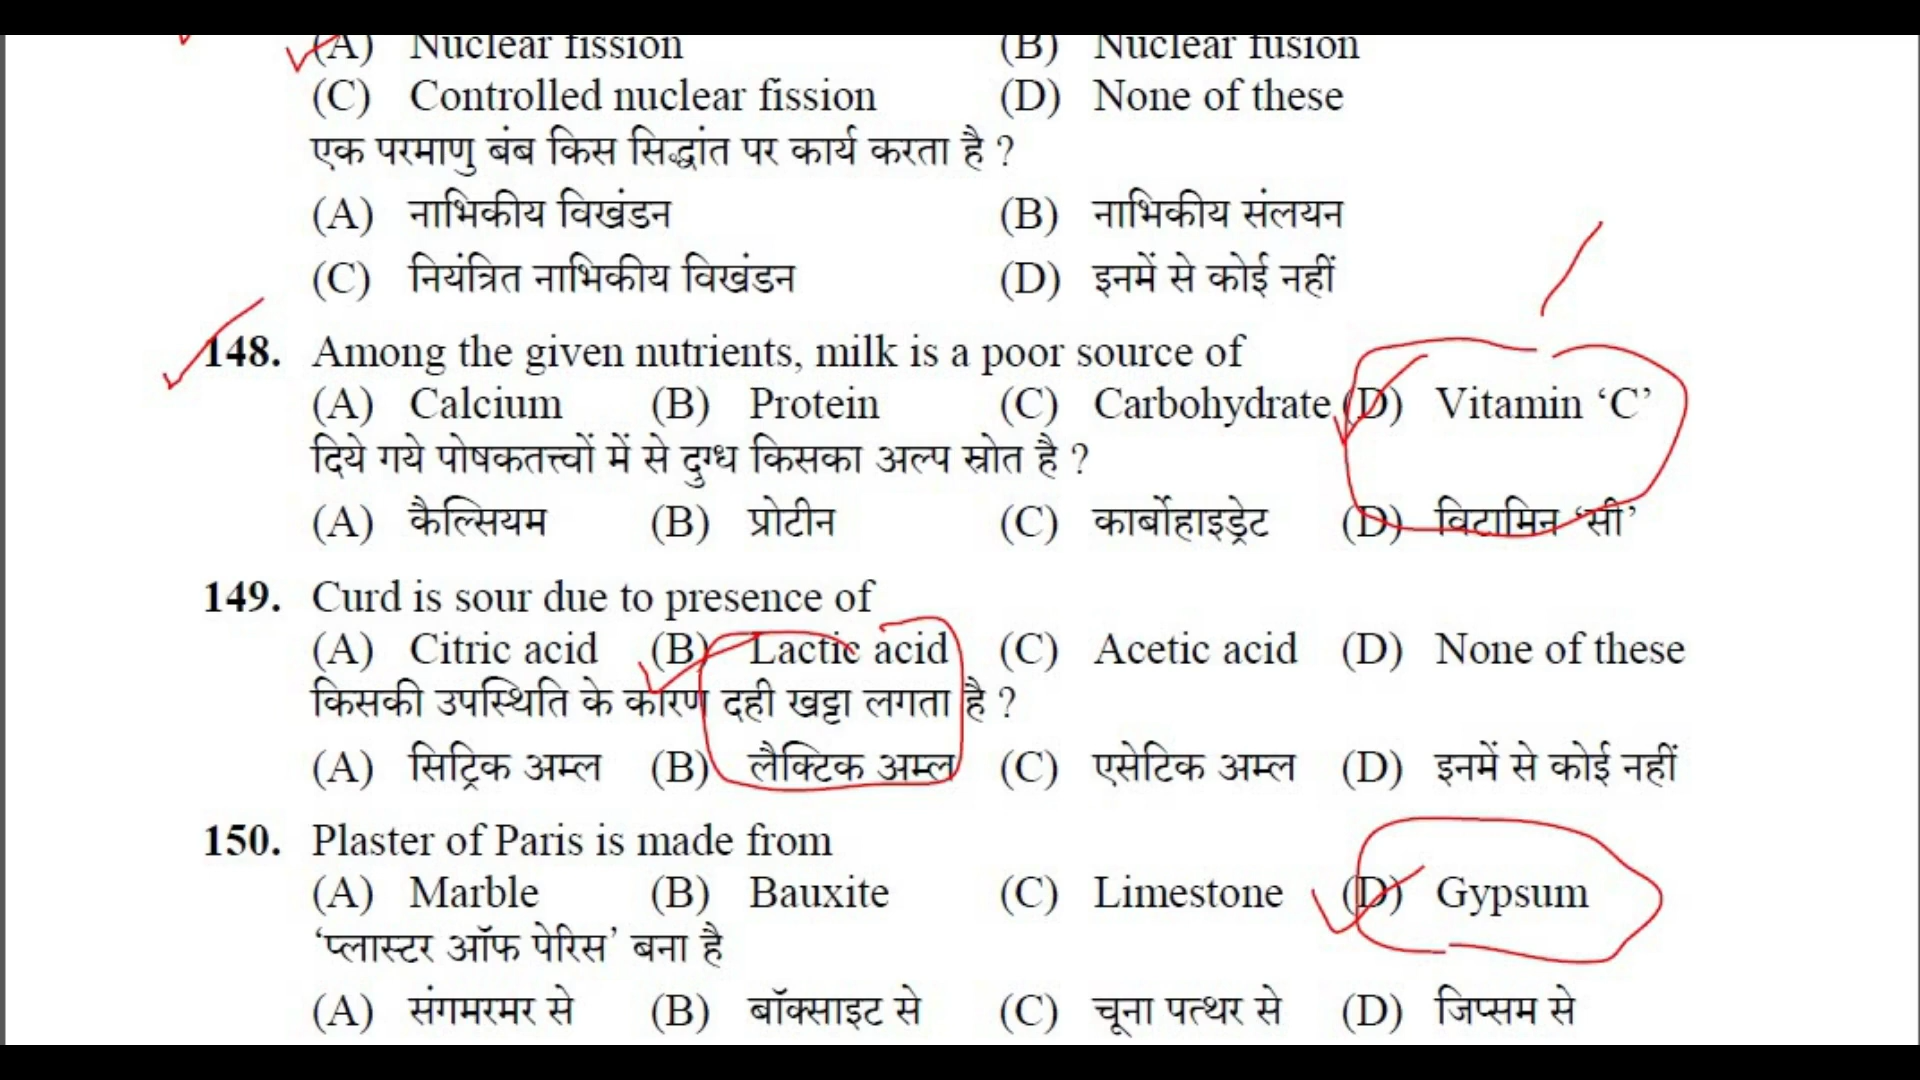 (A) Nuclear fission (B) Nuclear fusion
(C) Controlled nuclear fission (D) None of these
एक परमाणु बंब किस सिद्धांत पर कार्य करता है ?
(A) नाभिकीय विखंडन (B) नाभिकीय संलयन
(C) नियंत्रित नाभिकीय विखंडन (D) इनमें से कोई नहीं
148. Among the given nutrients, milk is a poor source of
(A) Calcium (B) Protein (C) Carbohydrate (D) Vitamin ‘C’
दिये गये पोषकतत्त्वों में से दुग्ध किसका अल्प स्रोत है ?
(A) कैल्सियम (B) प्रोटीन (C) कार्बोहाइड्रेट (D) विटामिन ‘सी’
149. Curd is sour due to presence of
(A) Citric acid (B) Lactic acid (C) Acetic acid (D) None of these
किसकी उपस्थिति के कारण दही खट्टा लगता है ?
(A) सिट्रिक अम्ल (B) लैक्टिक अम्ल (C) एसेटिक अम्ल (D) इनमें से कोई नहीं
150. Plaster of Paris is made from
(A) Marble (B) Bauxite (C) Limestone (D) Gypsum
‘प्लास्टर ऑफ पेरिस’ बना है
(A) संगमरमर से (B) बॉक्साइट से (C) चूना पत्थर से (D) जिप्सम से